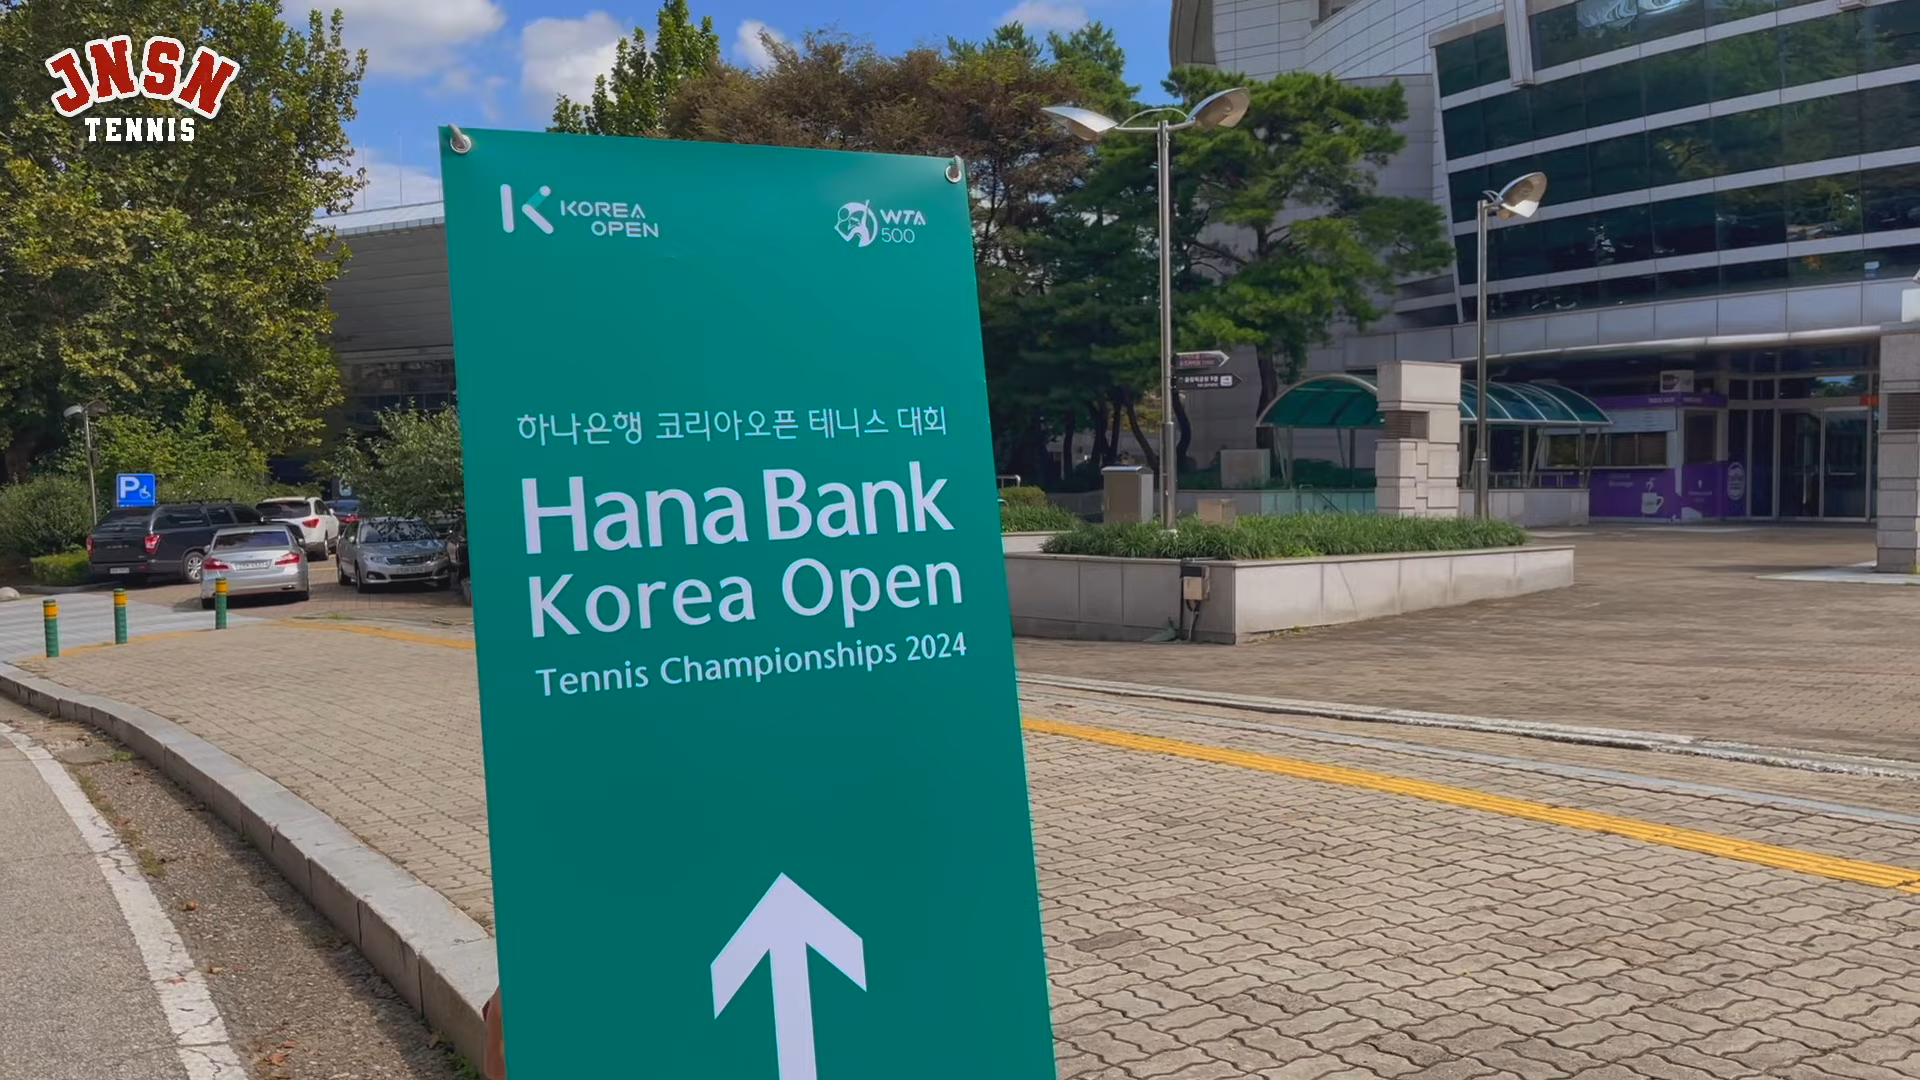 JNSN
TENNIS
KOREA
OPEN
WTA
500
하나은행 코리아오픈 테니스 대회
Hana Bank
Korea Open
Tennis Championships 2024
P